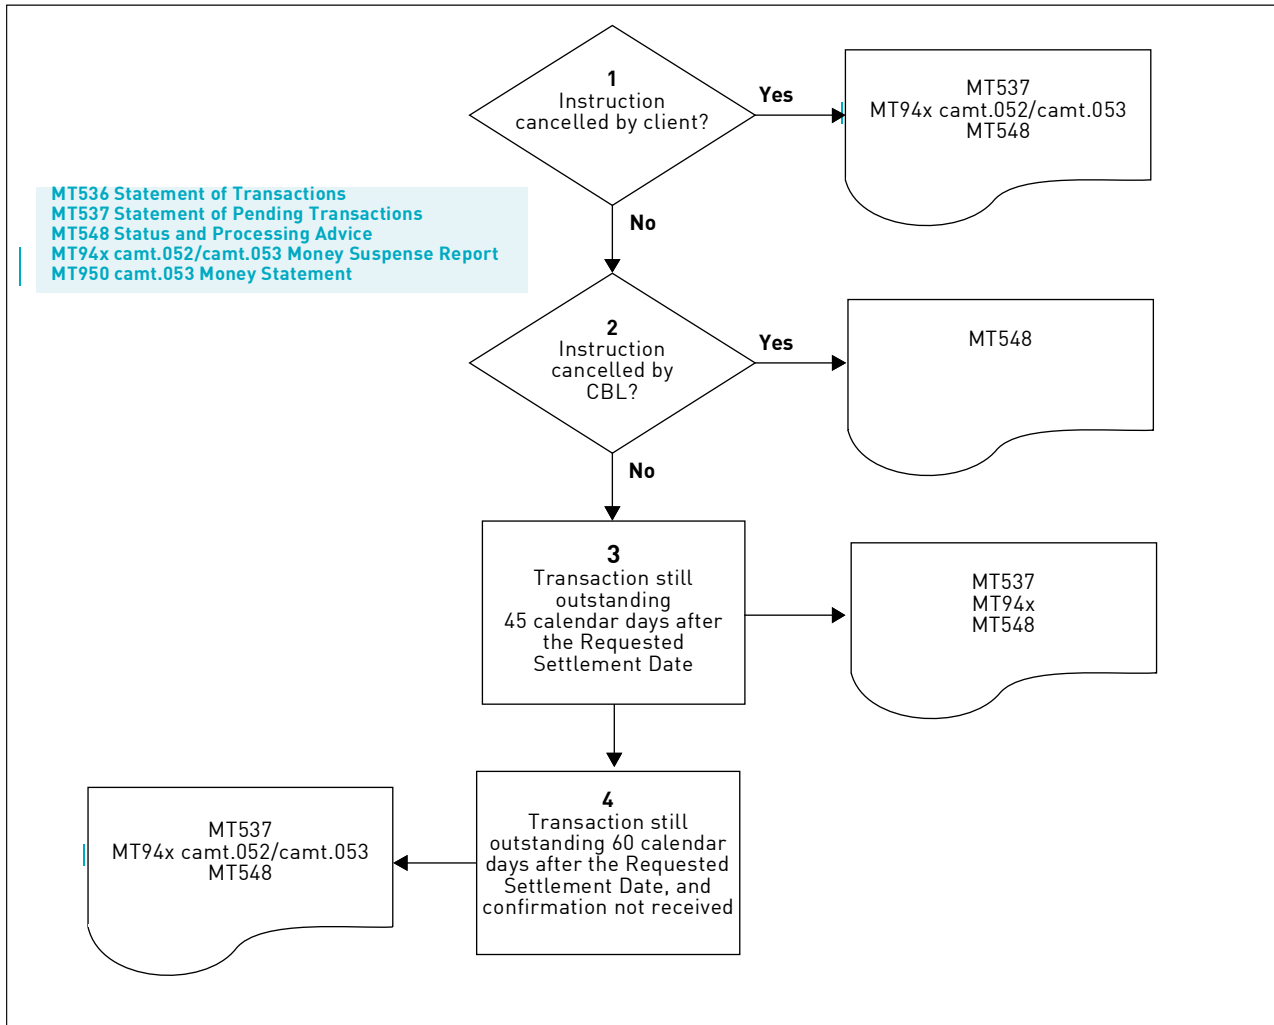 1
Instruction
cancelled by client?
Yes
MT537
MT94x camt.052/camt.053
MT548
MT536 Statement of Transactions
MT537 Statement of Pending Transactions
MT548 Status and Processing Advice
MT94x camt.052/camt.053 Money Suspense Report
MT950 camt.053 Money Statement
No
2
Instruction
cancelled by
CBL?
Yes
MT548
No
3
Transaction still
outstanding
45 calendar days after
the Requested
Settlement Date
MT537
MT94x
MT548
4
Transaction still
outstanding 60 calendar
days after the Requested
Settlement Date, and
confirmation not received
MT537
MT94x camt.052/camt.053
MT548